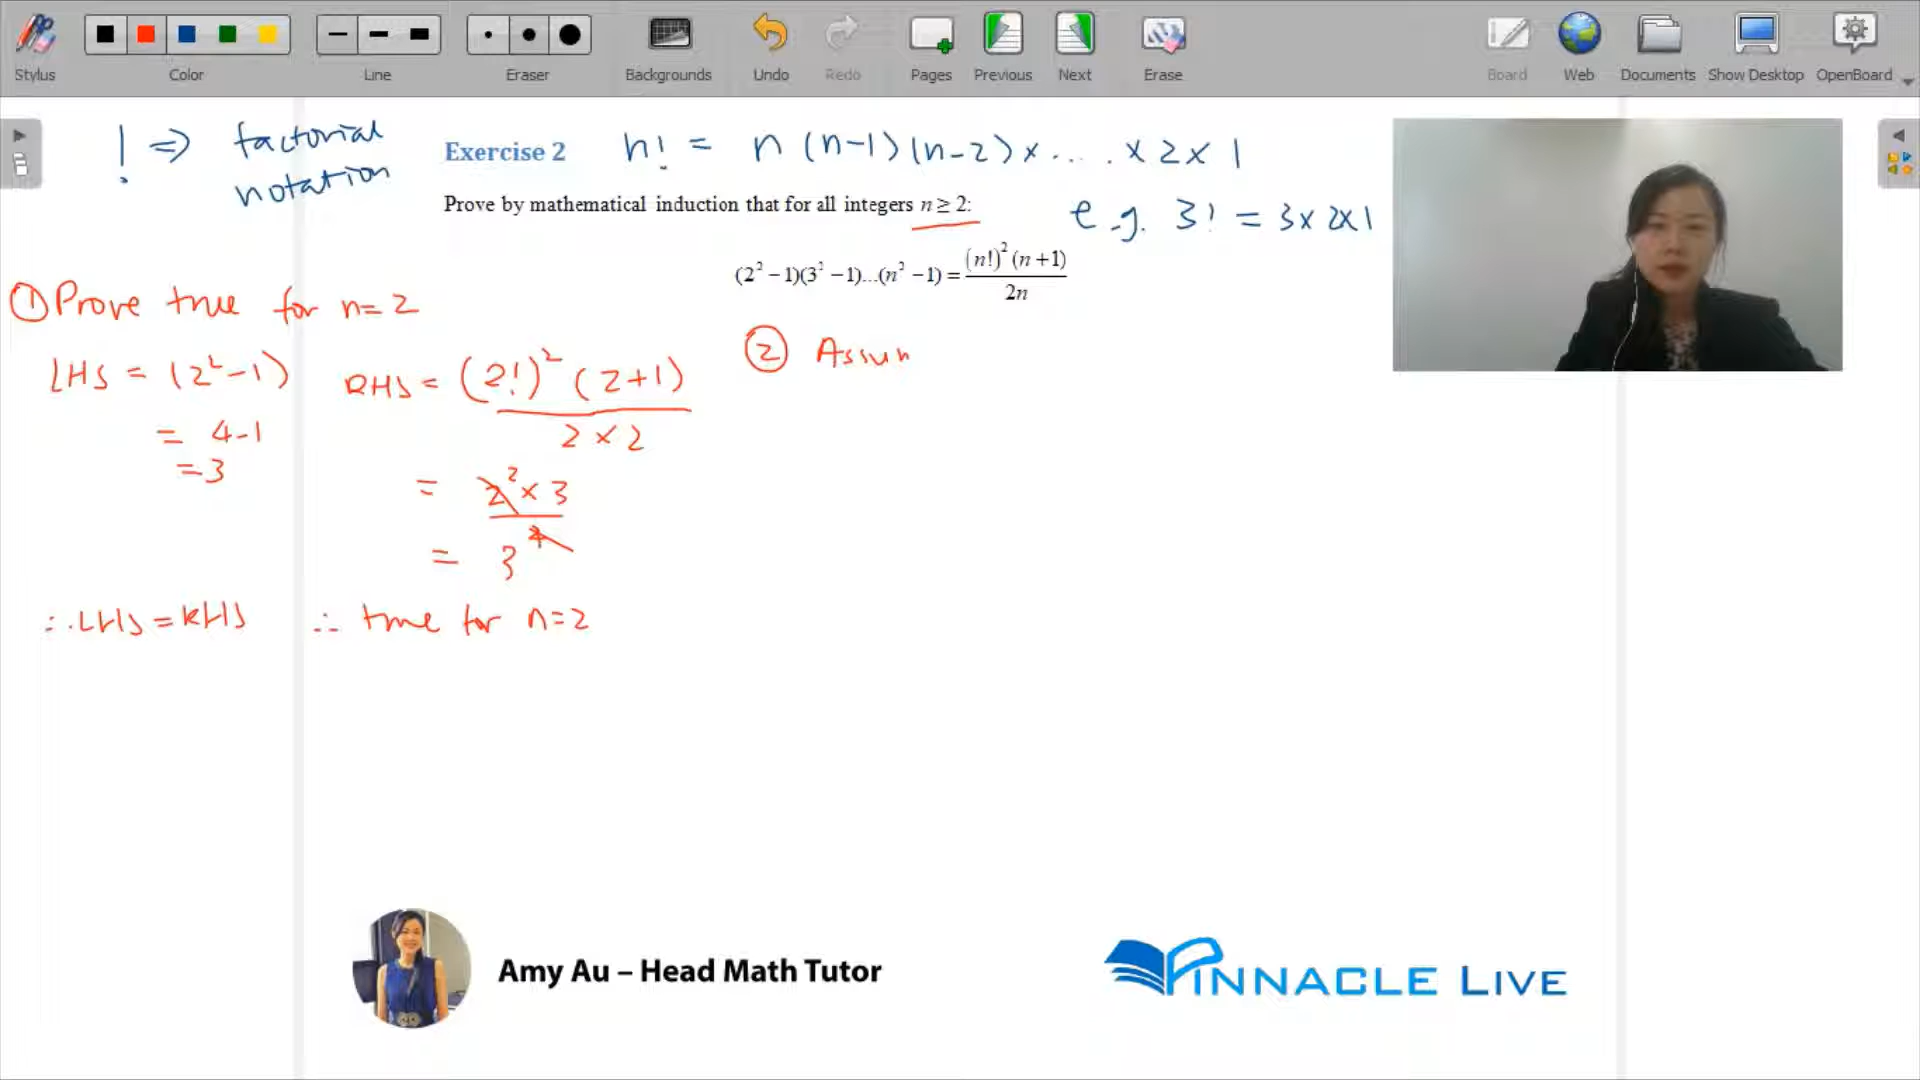 Stylus
Color
Line
Eraser
Backgrounds
Undo
Redo
Pages
Previous
Next
Erase
Board
Web
Documents
Show Desktop
OpenBoard
! ⇒ factorial
notation
Exercise 2
n! = n (n-1) (n-2) x .... x 2 x 1
Prove by mathematical induction that for all integers n ≥ 2:
e.g. 3! = 3 x 2 x 1
(2² − 1)(3² − 1)...(n² − 1) = (n!)² (n + 1) / 2n
① Prove true for n = 2
LHS = (2² - 1)
= 4 - 1
= 3
RHS = (2!)² (2+1) / 2 x 2
= 2² x 3 / 4
= 3
∴ LHS = RHS ∴ true for n = 2
② Assum
Amy Au – Head Math Tutor
PINNACLE LIVE